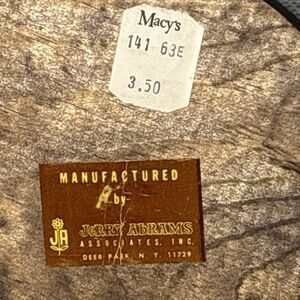 Macy's
141 63E
3.50
MANUFACTURED
by
JERRY ABRAMS
ASSOCIATES, INC.
DEER PARK, N. Y. 11729
JA